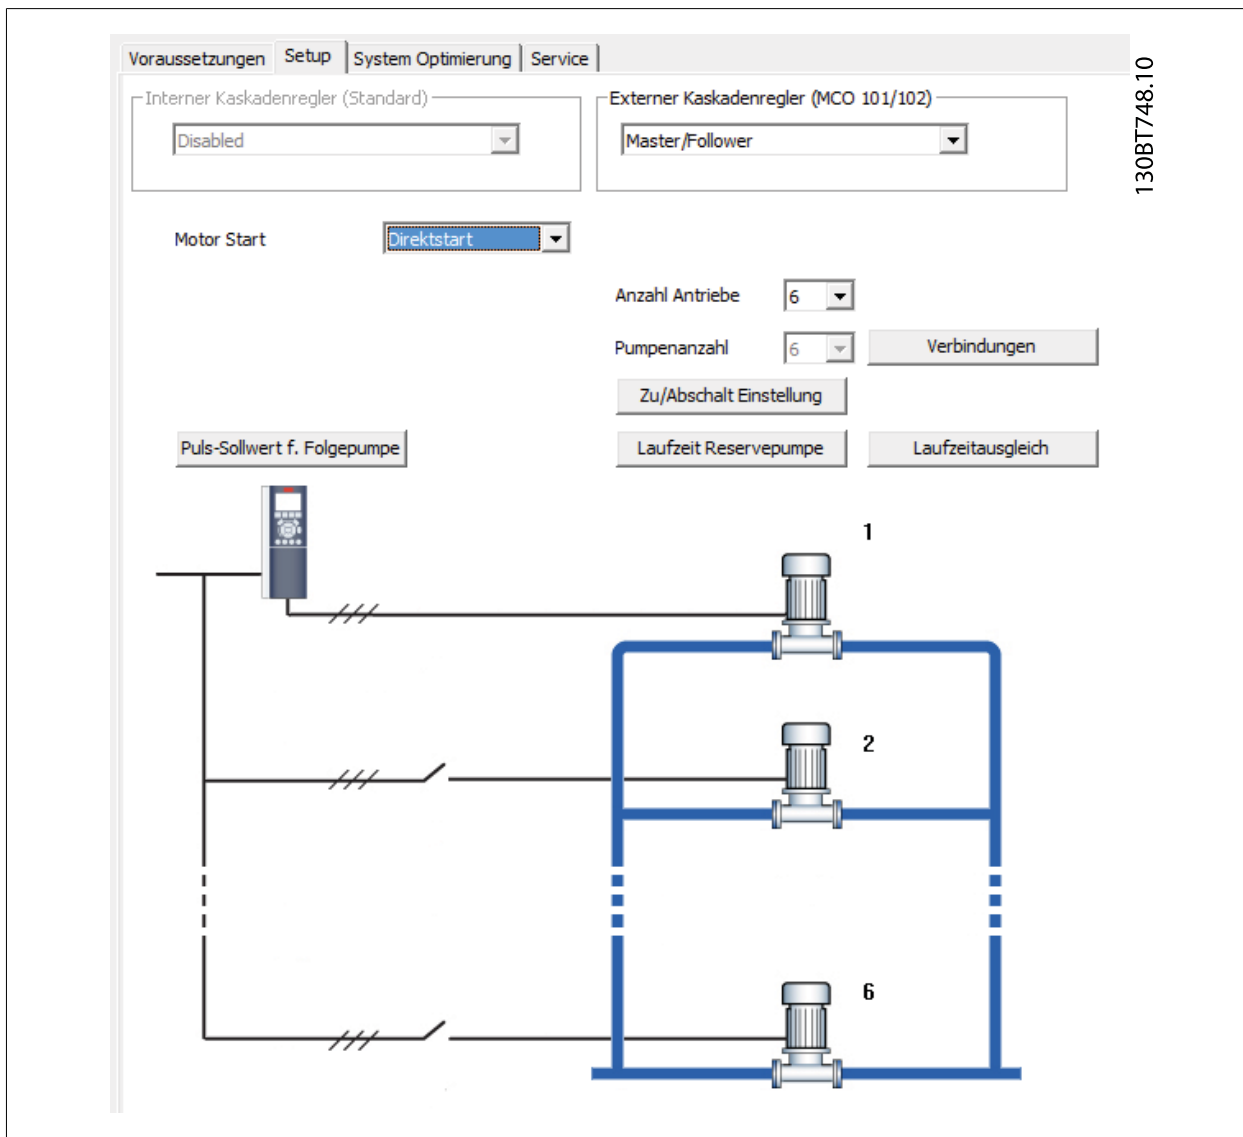 Voraussetzungen Setup System Optimierung Service
Interner Kaskadenregler (Standard)
Disabled
Externer Kaskadenregler (MCO 101/102)
Master/Follower
130BT748.10
Motor Start Direktstart
Anzahl Antriebe 6
Pumpenanzahl 6 Verbindungen
Zu/Abschalt Einstellung
Puls-Sollwert f. Folgepumpe Laufzeit Reservepumpe Laufzeitausgleich
1
2
6